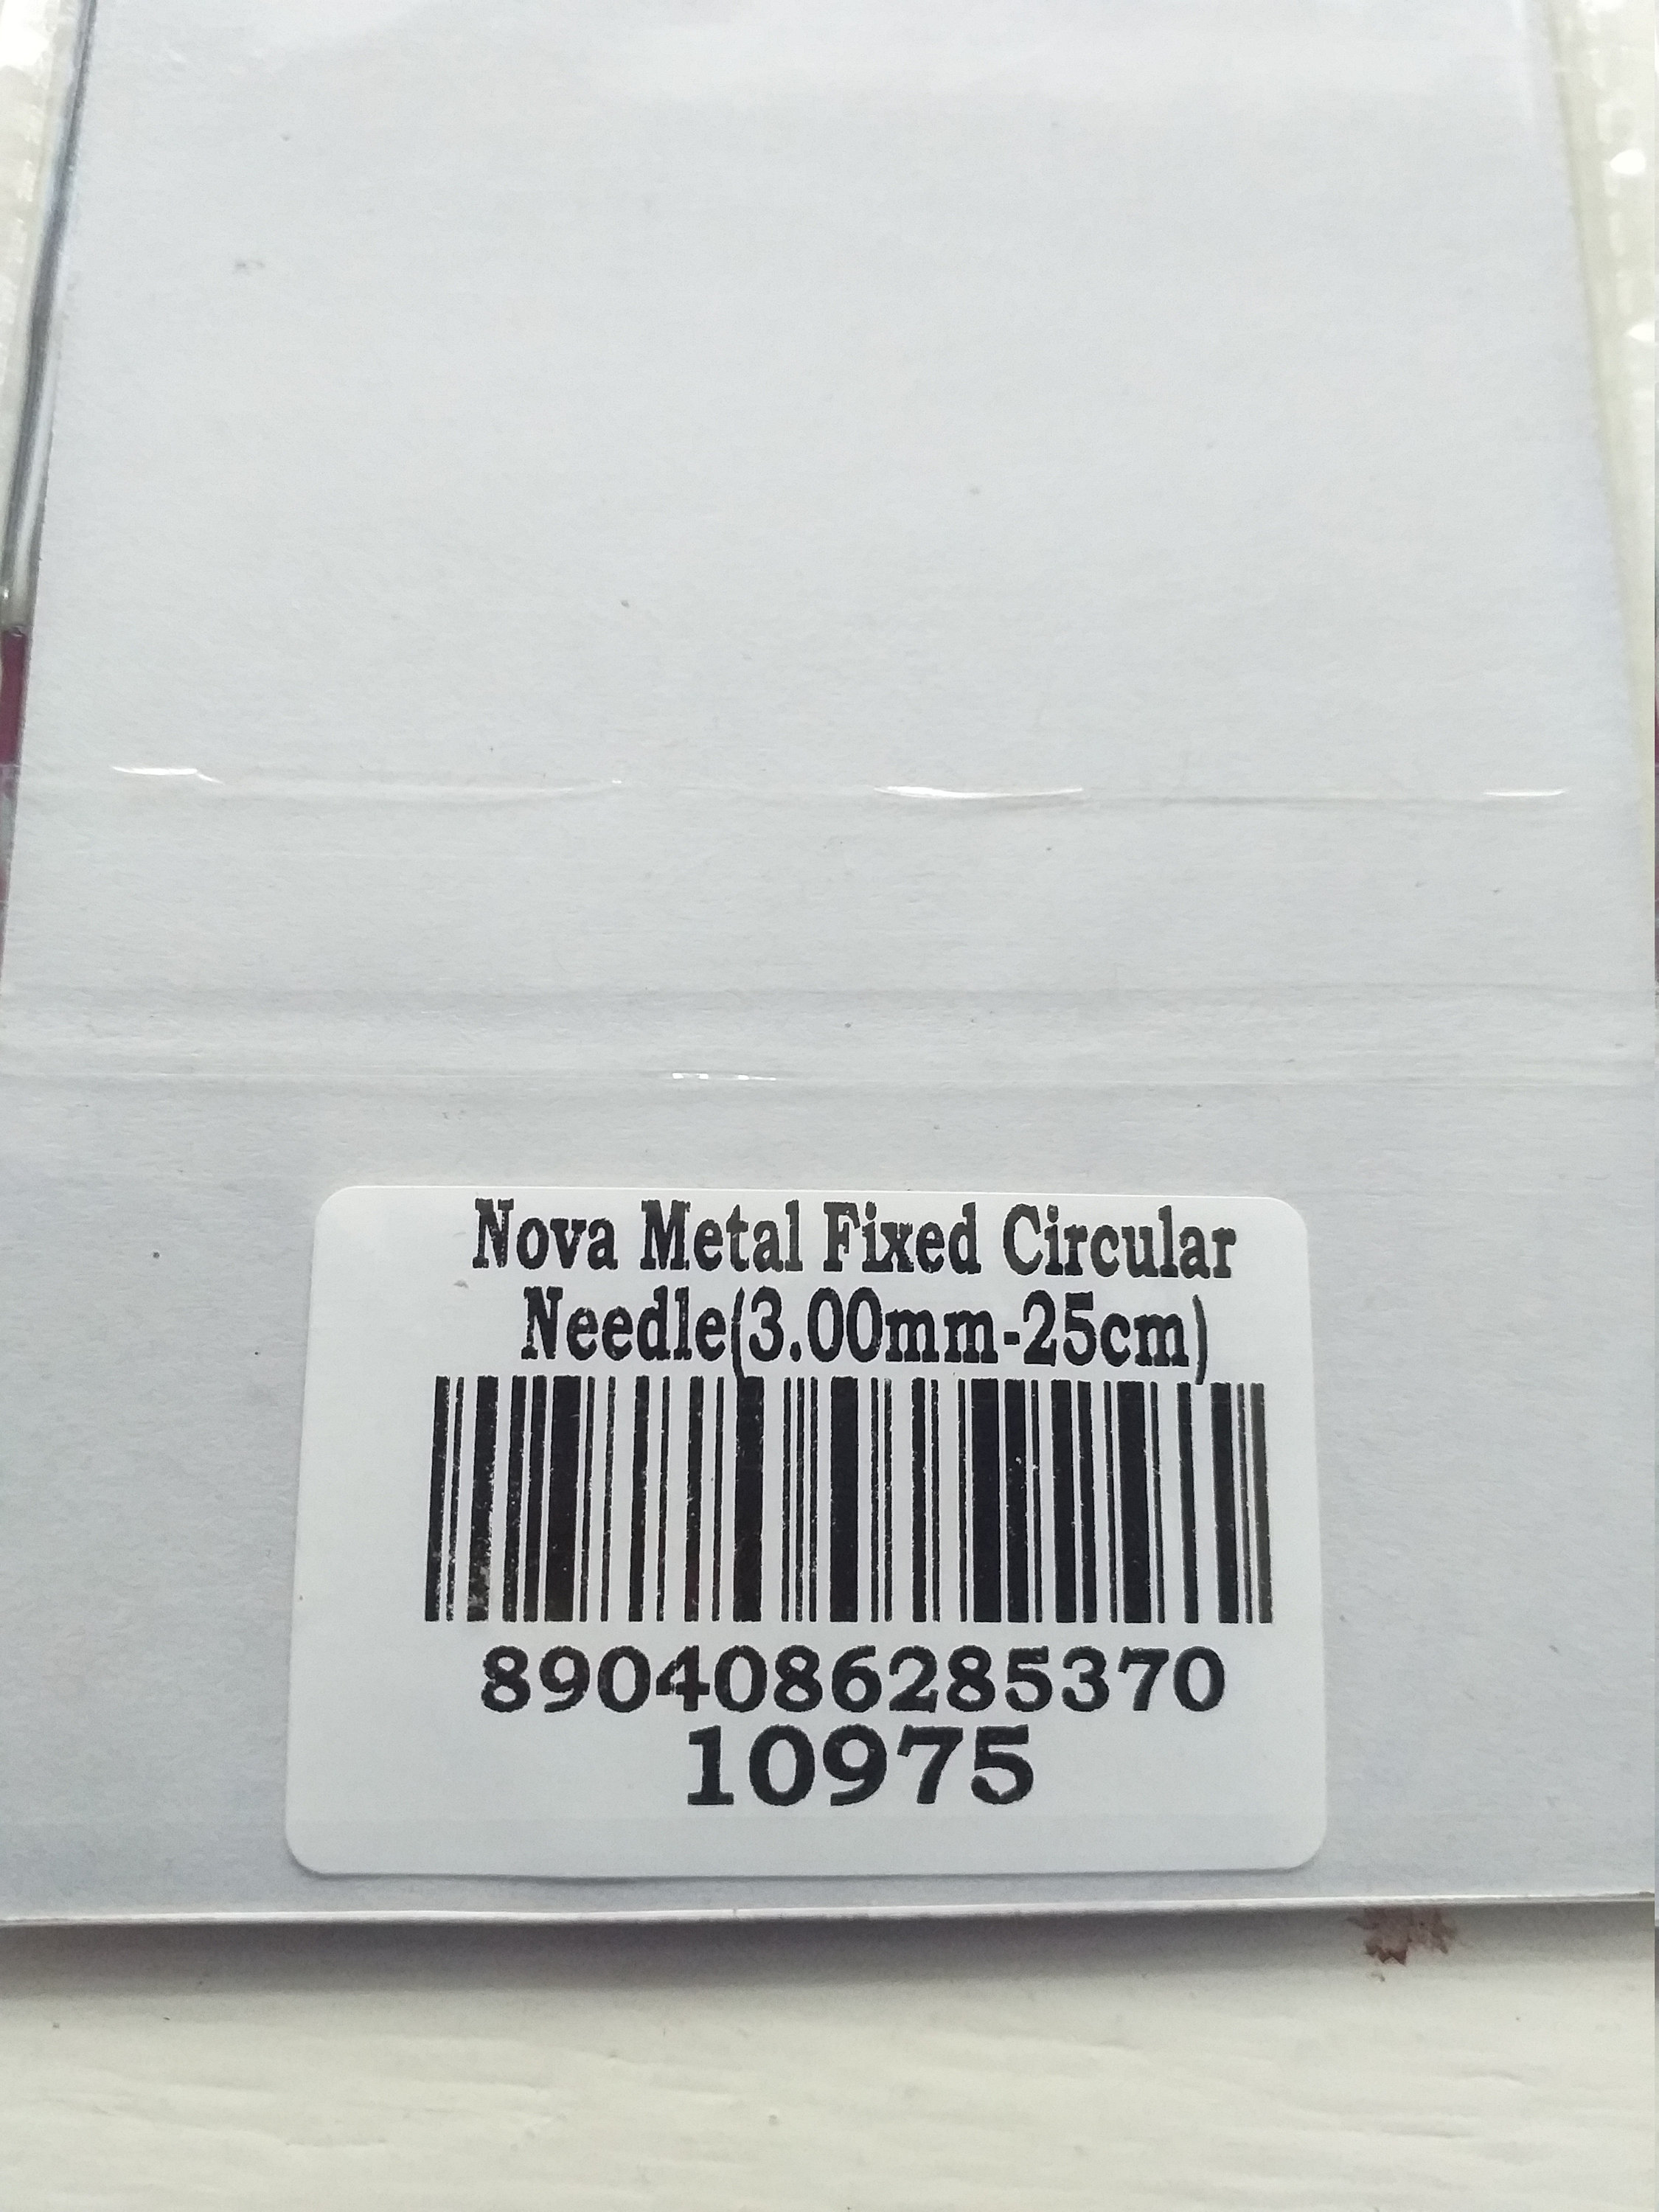 Nova Metal Fixed Circular
Needle(3.00mm-25cm)
8904086285370
10975